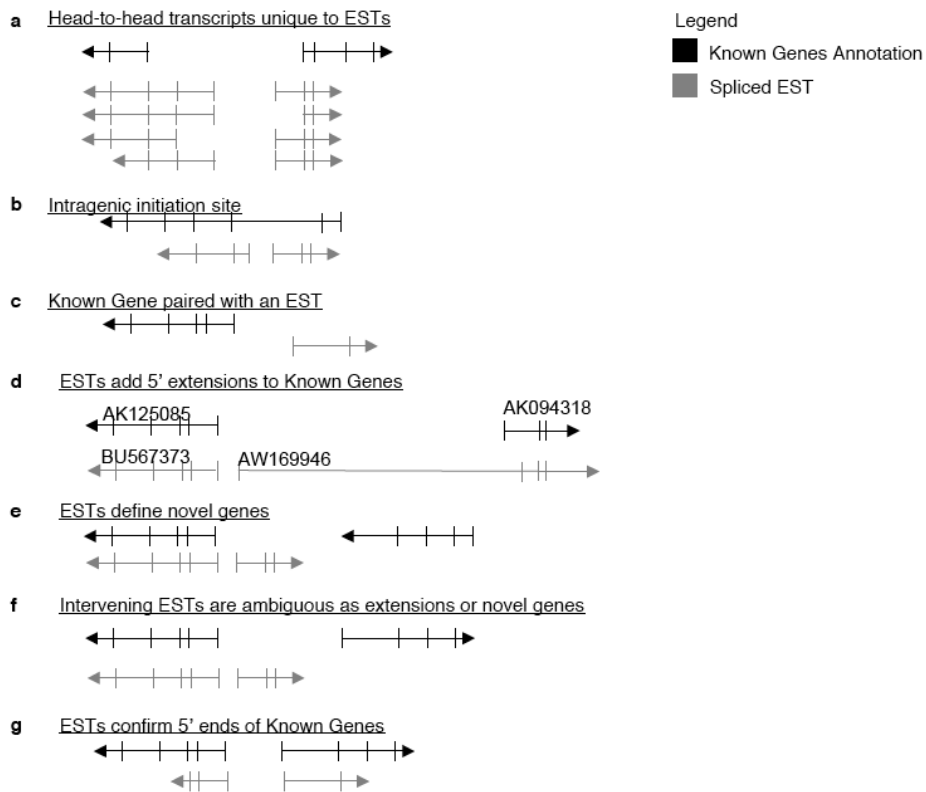 a Head-to-head transcripts unique to ESTs
Legend
Known Genes Annotation
Spliced EST
b Intragenic initiation site
c Known Gene paired with an EST
d ESTs add 5' extensions to Known Genes
AK125085
AK094318
BU567373
AW169946
e ESTs define novel genes
f Intervening ESTs are ambiguous as extensions or novel genes
g ESTs confirm 5' ends of Known Genes